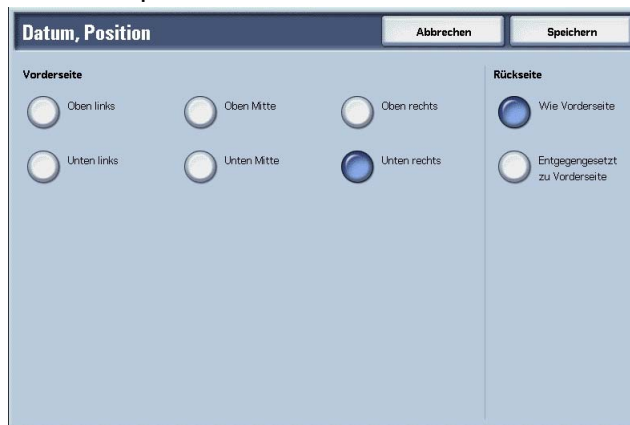 Datum, Position
Abbrechen
Speichern
Vorderseite
Oben links
Oben Mitte
Oben rechts
Unten links
Unten Mitte
Unten rechts
Rückseite
Wie Vorderseite
Entgegengesetzt
zu Vorderseite